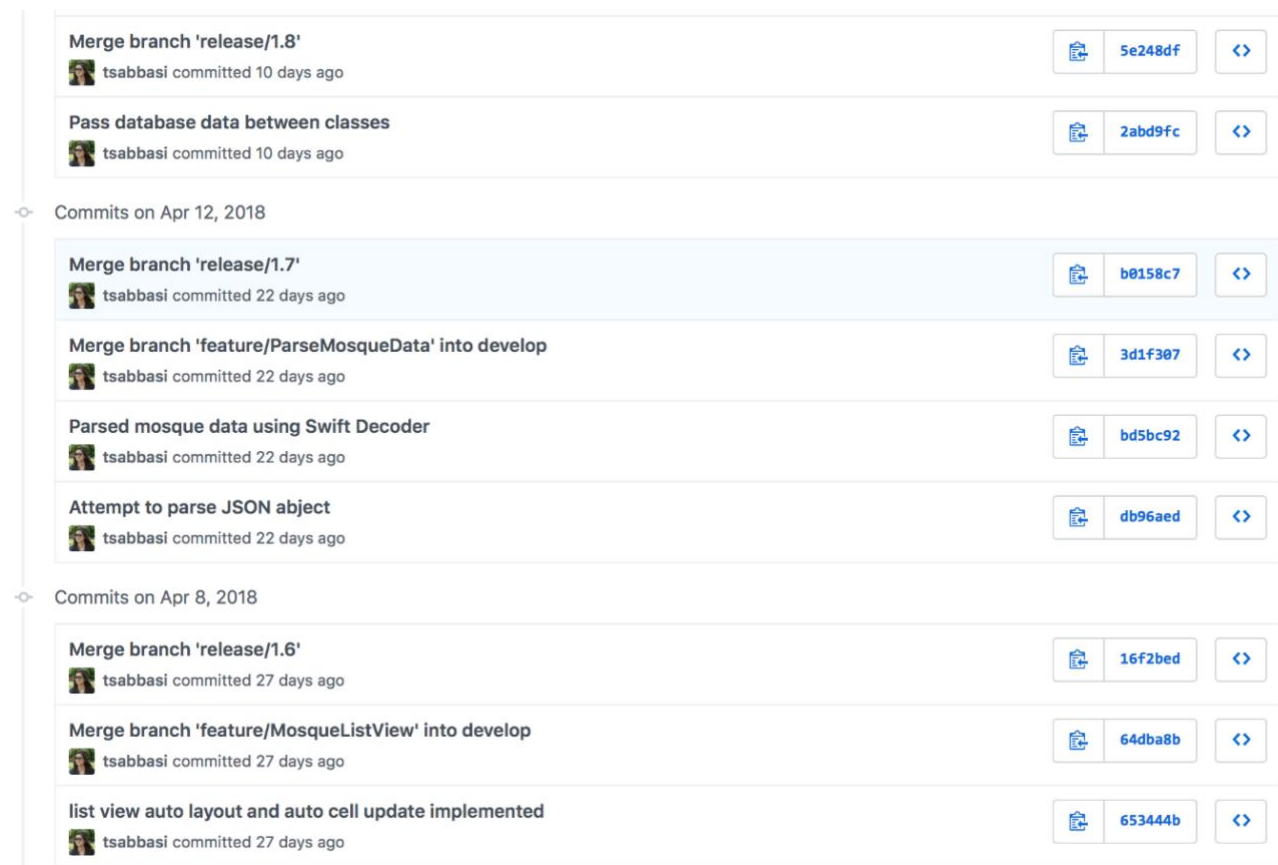 Merge branch 'release/1.8'
5e248df
tsabbasi committed 10 days ago
Pass database data between classes
2abd9fc
tsabbasi committed 10 days ago
Commits on Apr 12, 2018
Merge branch 'release/1.7'
b0158c7
tsabbasi committed 22 days ago
Merge branch 'feature/ParseMosqueData' into develop
3d1f307
tsabbasi committed 22 days ago
Parsed mosque data using Swift Decoder
bd5bc92
tsabbasi committed 22 days ago
Attempt to parse JSON abject
db96aed
tsabbasi committed 22 days ago
Commits on Apr 8, 2018
Merge branch 'release/1.6'
16f2bed
tsabbasi committed 27 days ago
Merge branch 'feature/MosqueListView' into develop
64dba8b
tsabbasi committed 27 days ago
list view auto layout and auto cell update implemented
653444b
tsabbasi committed 27 days ago